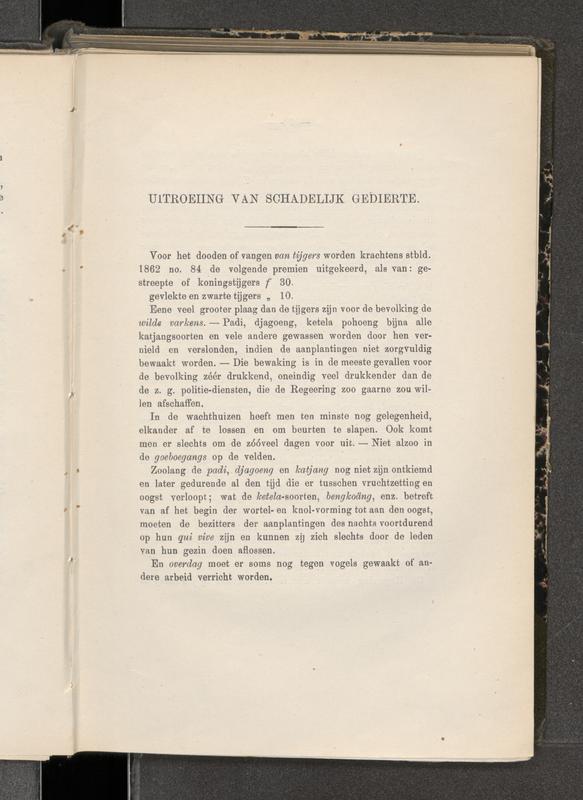 UITROEIING VAN SCHADELIJK GEDIERTE.
Voor het dooden of vangen van tijgers worden krachtens stbld.
1862 no. 84 de volgende premien uitgekeerd, als van: ge-
streepte of koningstijgers f 30.
gevlekte en zwarte tijgers „ 10.
Eene veel grooter plaag dan de tijgers zijn voor de bevolking de
wilde varkens. — Padi, djagoeng, ketela pohoeng bijna alle
katjangsoorten en vele andere gewassen worden door hen ver-
nield en verslonden, indien de aanplantingen niet zorgvuldig
bewaakt worden. — Die bewaking is in de meeste gevallen voor
de bevolking zéér drukkend, oneindig veel drukkender dan de
de z. g. politie-diensten, die de Regeering zoo gaarne zou wil-
len afschaffen.
In de wachthuizen heeft men ten minste nog gelegenheid,
elkander af te lossen en om beurten te slapen. Ook komt
men er slechts om de zóóveel dagen voor uit. — Niet alzoo in
de goeboegangs op de velden.
Zoolang de padi, djagoeng en katjang nog niet zijn ontkiemd
en later gedurende al den tijd die er tusschen vruchtzetting en
oogst verloopt; wat de ketela-soorten, bengkoäng, enz. betreft
van af het begin der wortel- en knol-vorming tot aan den oogst,
moeten de bezitters der aanplantingen des nachts voortdurend
op hun qui vive zijn en kunnen zij zich slechts door de leden
van hun gezin doen aflossen.
En overdag moet er soms nog tegen vogels gewaakt of an-
dere arbeid verricht worden.